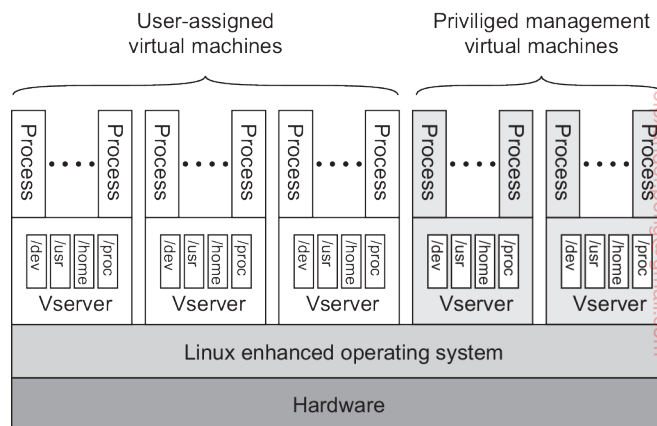 User-assigned
virtual machines
Priviliged management
virtual machines
Process
Process
Process
Process
Process
Process
Process
Process
Process
Process
/dev
/usr
/home
/proc
/dev
/usr
/home
/proc
/dev
/usr
/home
/proc
/dev
/usr
/home
/proc
/dev
/usr
/home
/proc
Vserver
Vserver
Vserver
Vserver
Vserver
Linux enhanced operating system
Hardware